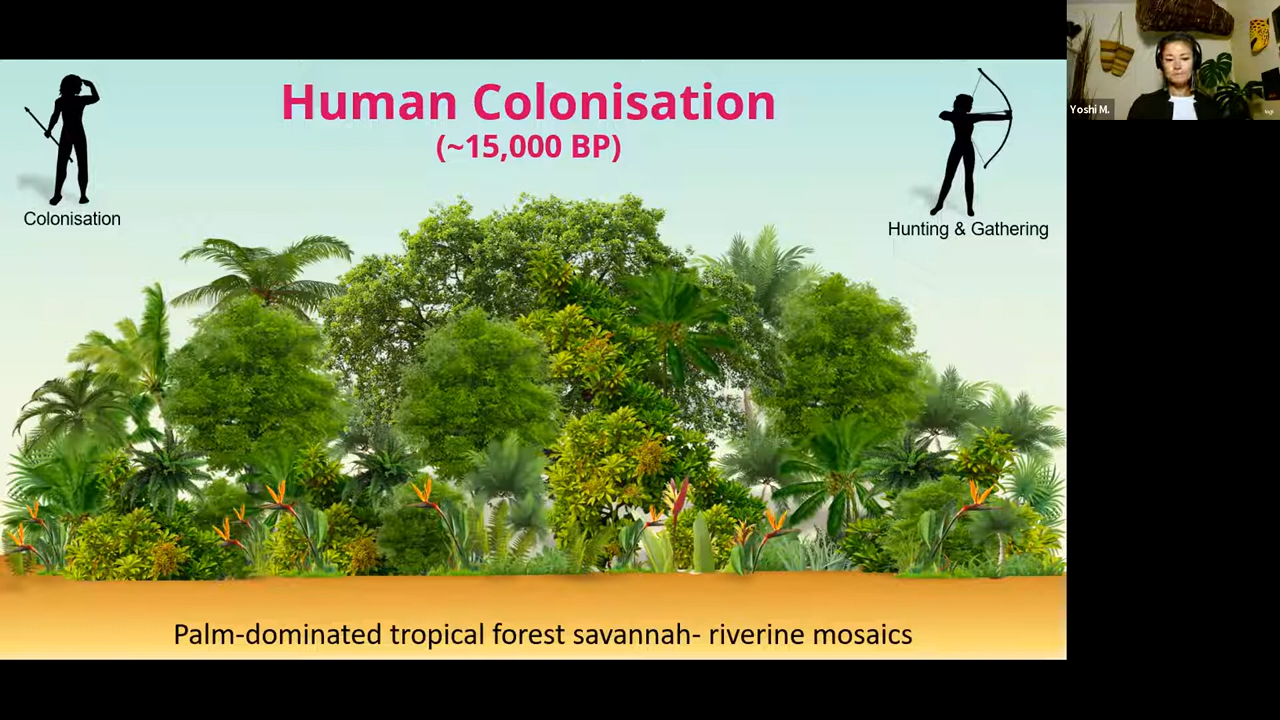 Human Colonisation
(~15,000 BP)
Colonisation
Hunting & Gathering
Palm-dominated tropical forest savannah- riverine mosaics
Yoshi M.